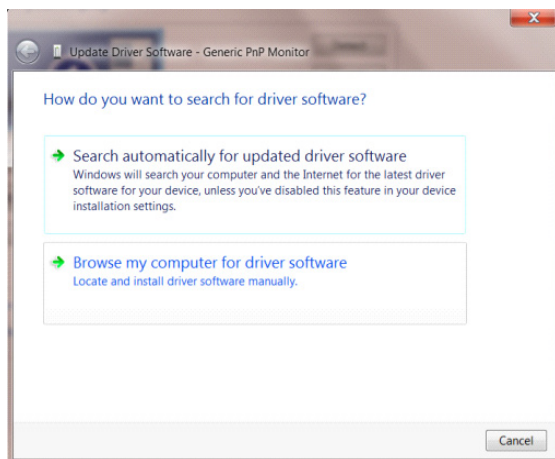 Update Driver Software - Generic PnP Monitor
How do you want to search for driver software?
Search automatically for updated driver software
Windows will search your computer and the Internet for the latest driver
software for your device, unless you've disabled this feature in your device
installation settings.
Browse my computer for driver software
Locate and install driver software manually.
Cancel